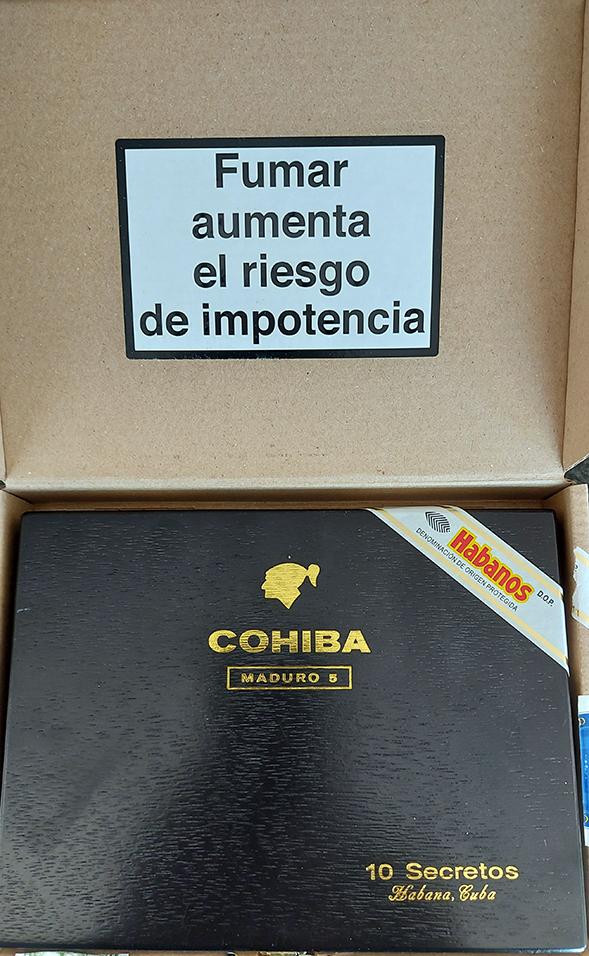 Fumar
aumenta
el riesgo
de impotencia
Habanos
DENOMINACIÓN DE ORIGEN PROTEGIDA
D.O.P.
COHIBA
MADURO 5
10 Secretos
Habana, Cuba